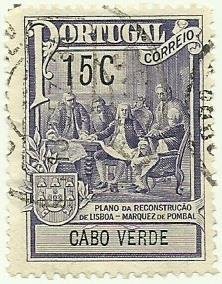 PORTUGAL
CORREIO
15C
PLANO DA RECONSTRUÇÃO
DE LISBOA - MARQUEZ DE POMBAL
CABO VERDE